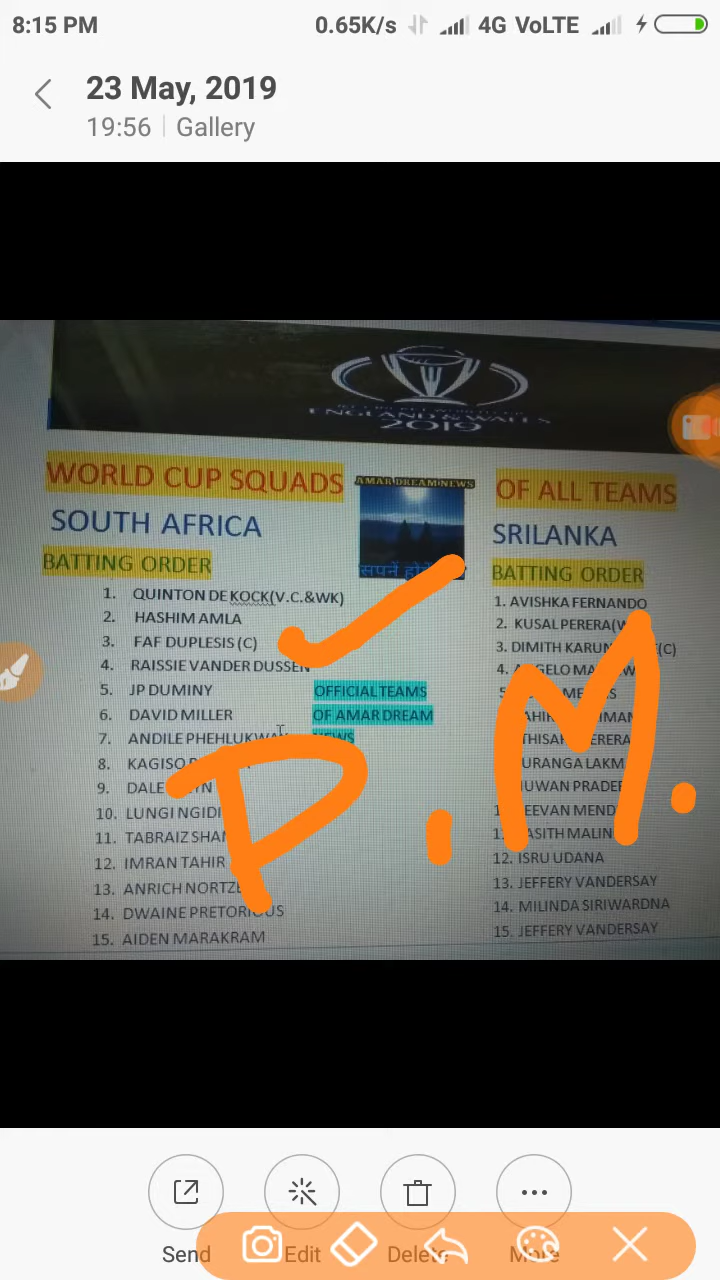 8:15 PM 0.65K/s 4G VoLTE
23 May, 2019
19:56 | Gallery
ENGLAND & WALES
2019
WORLD CUP SQUADS
AMAR DREAM NEWS
OF ALL TEAMS
SOUTH AFRICA
SRILANKA
BATTING ORDER
1. QUINTON DE KOCK(V.C.&WK)
2. HASHIM AMLA
3. FAF DUPLESIS (C)
4. RAISSIE VANDER DUSSEN
5. JP DUMINY
6. DAVID MILLER
7. ANDILE
8. KAGISO
9. DALE
10. LUNGI NGIDI
11. TABRAIZ
12. IMRAN TAHIR
13. ANRICH NORTZE
14. DWAINE PRETORIOUS
15. AIDEN MARAKRAM
सपनें
OFFICIAL TEAMS
OF AMAR DREAM
NEWS
BATTING ORDER
1. AVISHKA FERNANDO
2. KUSAL PERERA
3. DIMITH (C)
4.
12. ISRU UDANA
13. JEFFERY VANDERSAY
14. MILINDA SIRIWARDNA
15. JEFFERY VANDERSAY
P.M.
Send Edit Delete More